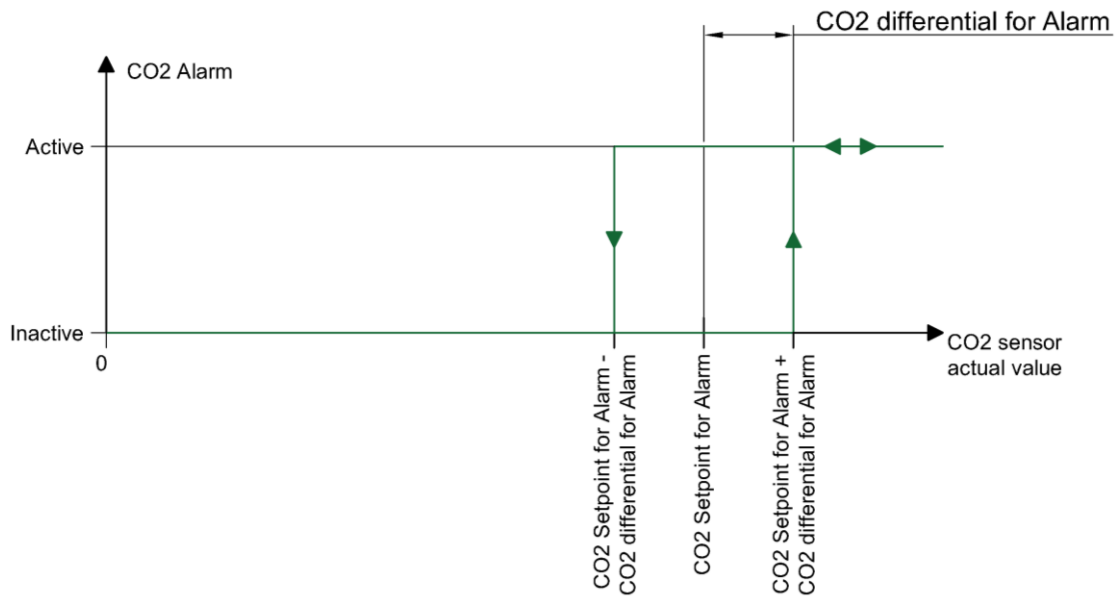 CO2 differential for Alarm
CO2 Alarm
Active
Inactive
0
CO2 sensor
actual value
CO2 Setpoint for Alarm -
CO2 differential for Alarm
CO2 Setpoint for Alarm
CO2 Setpoint for Alarm +
CO2 differential for Alarm